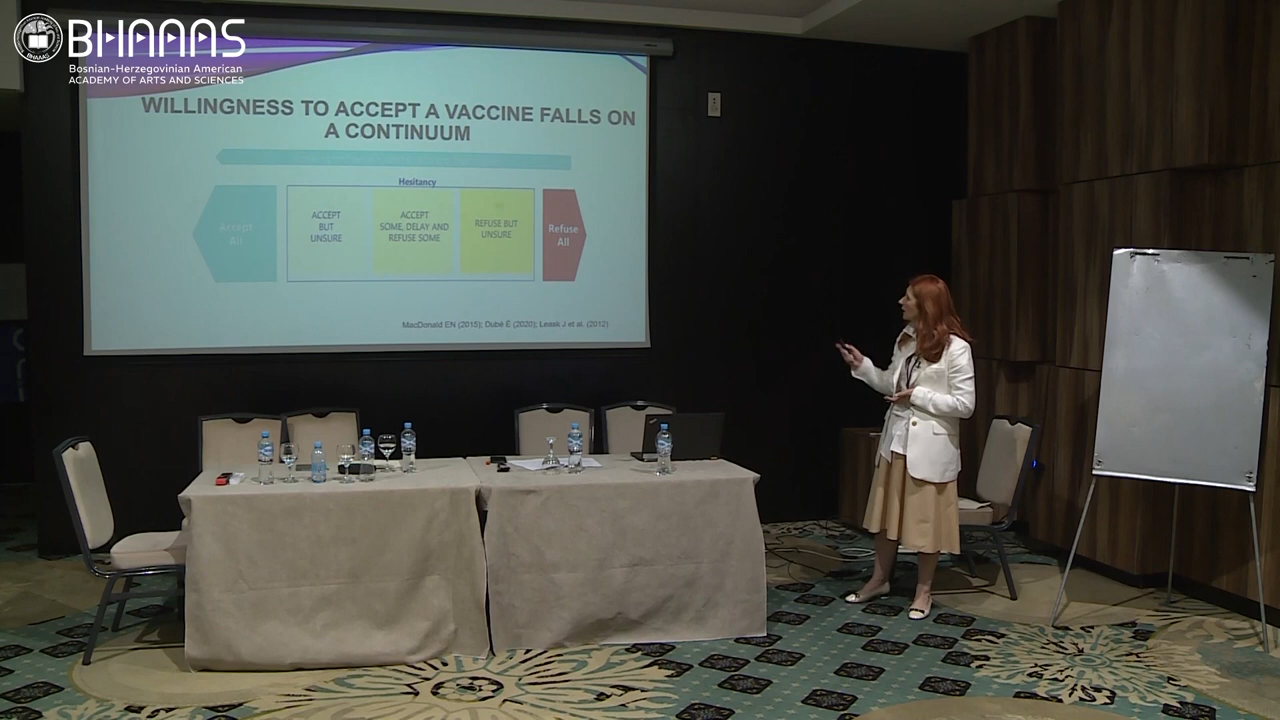 BHAAAS
Bosnian-Herzegovinian American
ACADEMY OF ARTS AND SCIENCES
WILLINGNESS TO ACCEPT A VACCINE FALLS ON
A CONTINUUM
Hesitancy
Accept
All
ACCEPT
BUT
UNSURE
ACCEPT
SOME, DELAY AND
REFUSE SOME
REFUSE BUT
UNSURE
Refuse
All
MacDonald EN (2015); Dubé È (2020); Leask J et al. (2012)